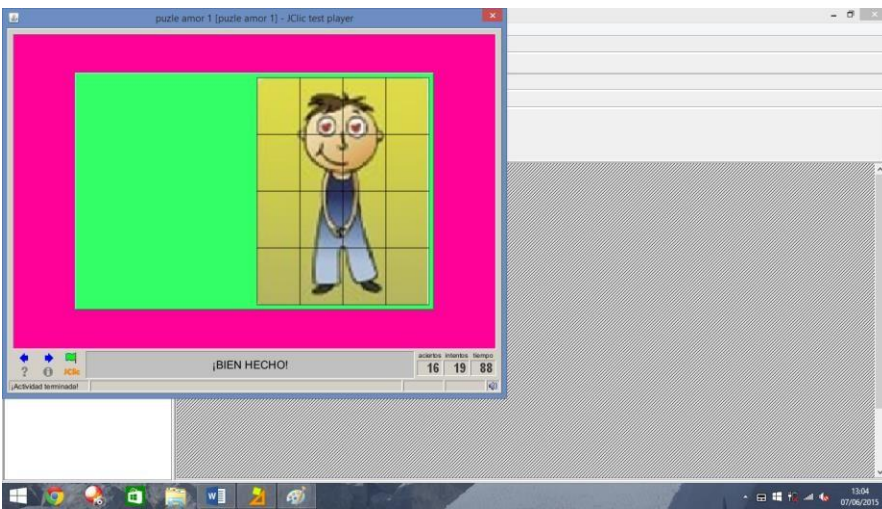 puzle amor 1 [puzle amor 1] - JClic test player
¡BIEN HECHO!
aciertos intentos tiempo
16 19 88
? JClic
¡Actividad terminada!
13:04
07/06/2015